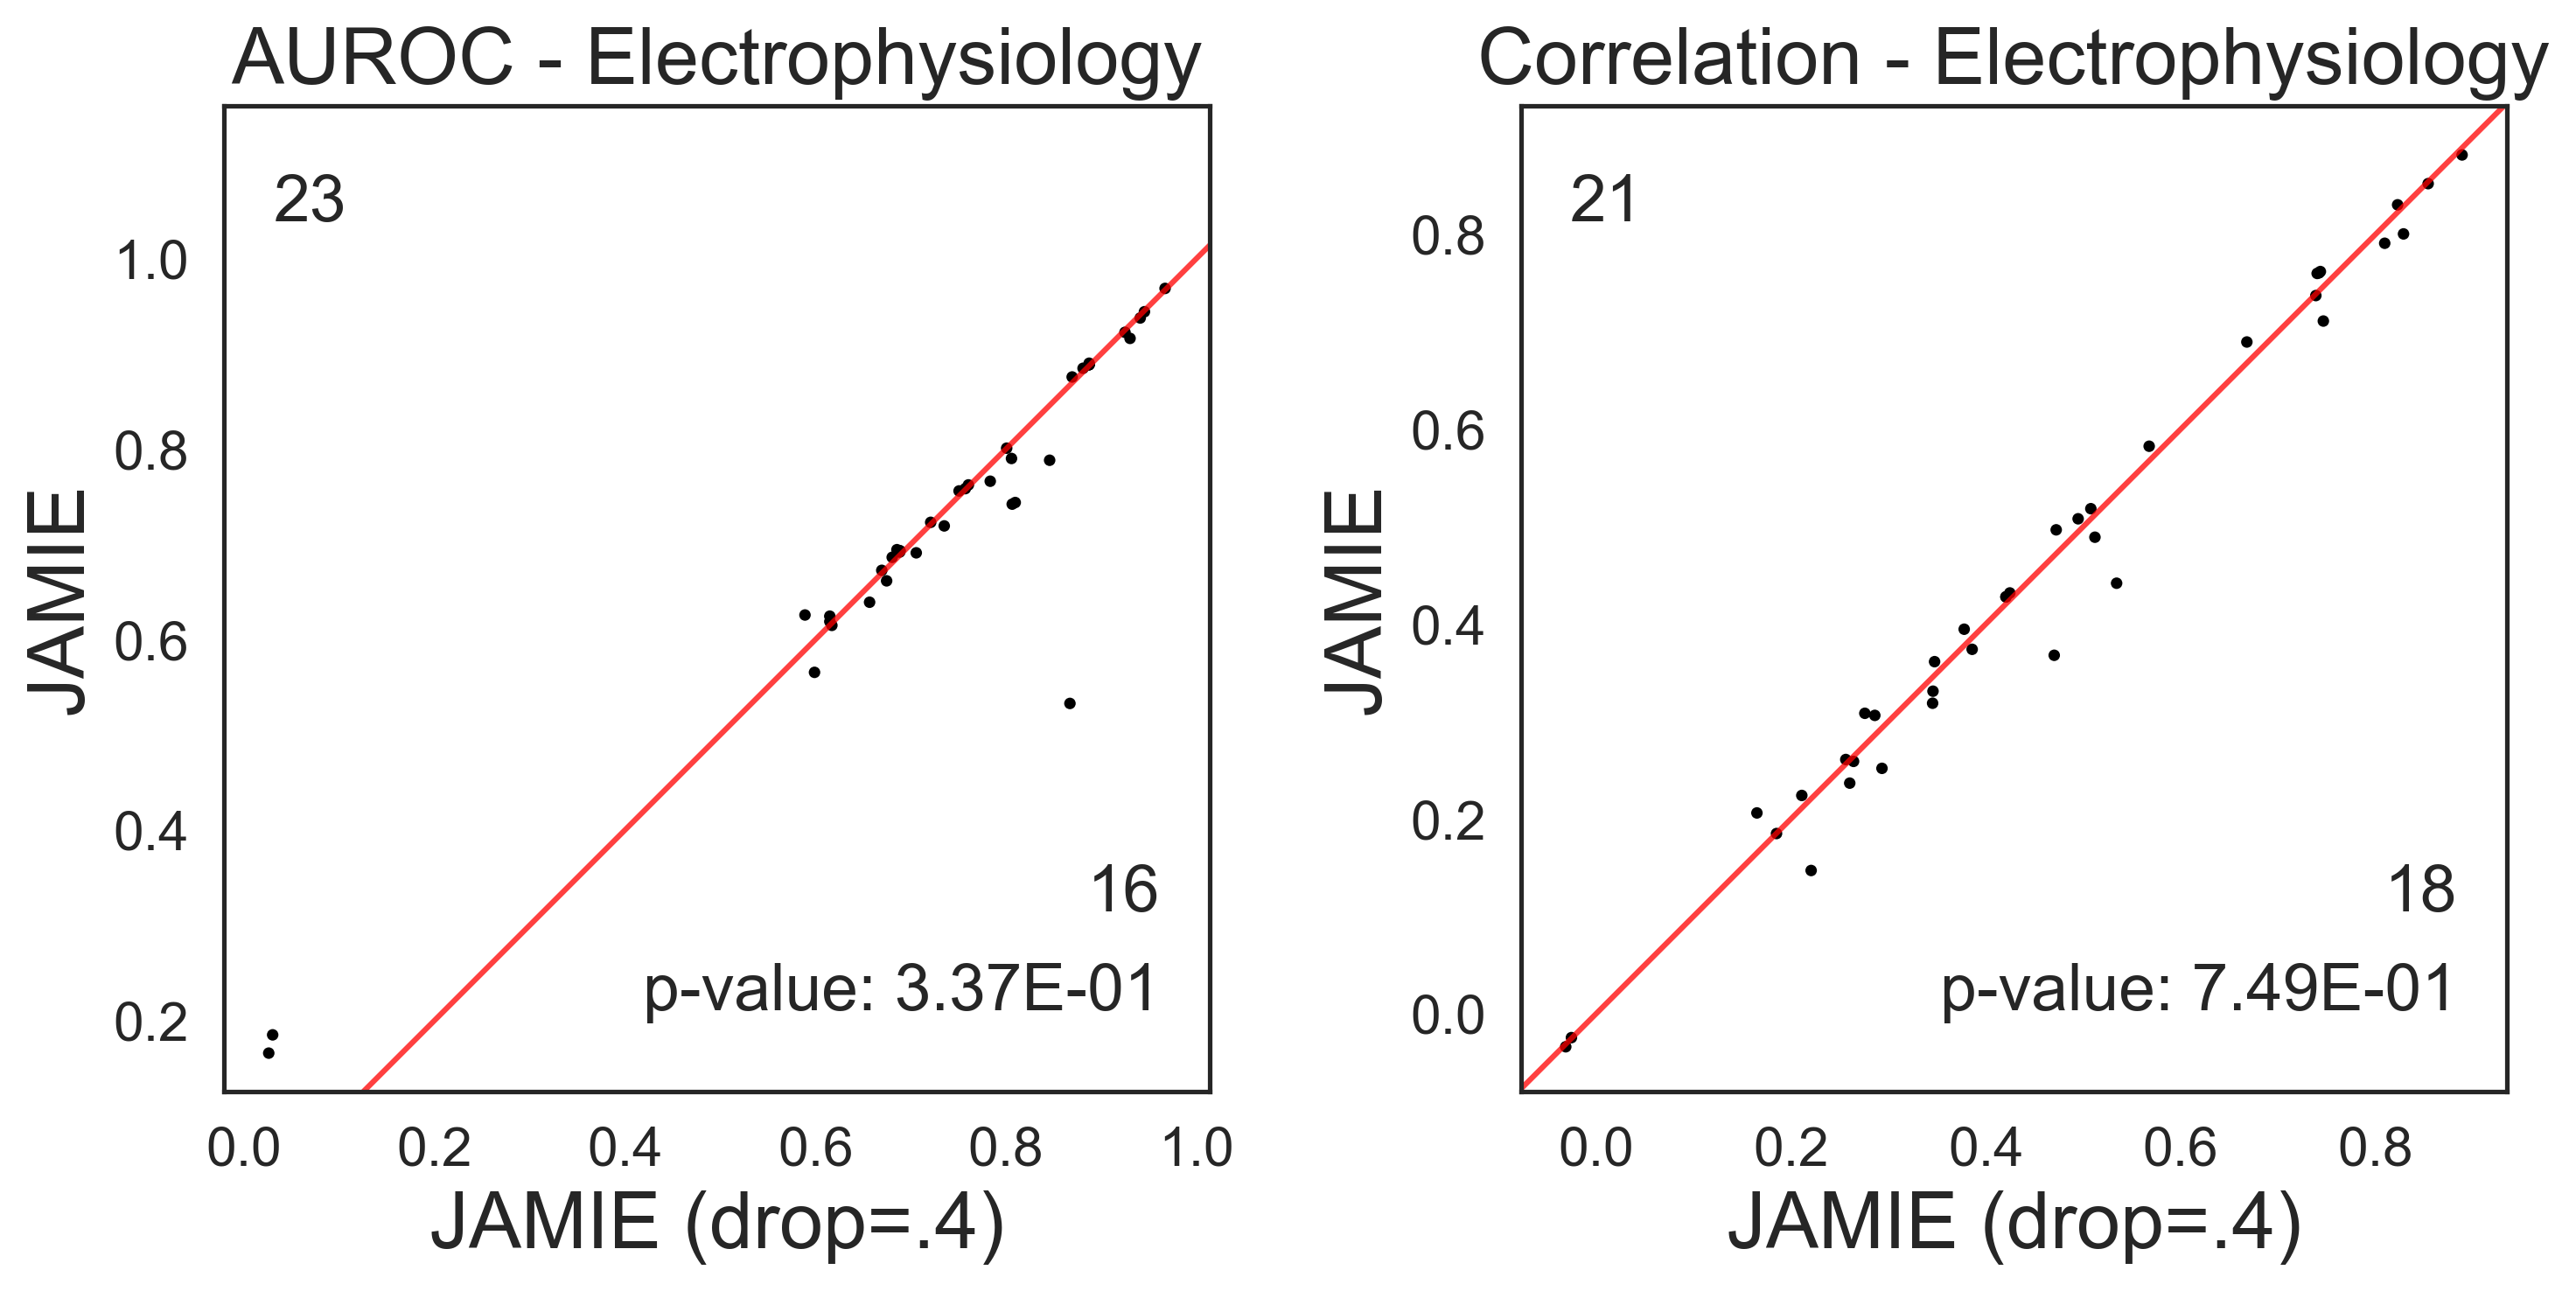 AUROC - Electrophysiology
23
1.0
0.8
0.6
0.4
0.2
JAMIE
16
p-value: 3.37E-01
0.0 0.2 0.4 0.6 0.8 1.0
JAMIE (drop=.4)
Correlation - Electrophysiology
21
0.8
0.6
0.4
0.2
0.0
JAMIE
18
p-value: 7.49E-01
0.0 0.2 0.4 0.6 0.8
JAMIE (drop=.4)